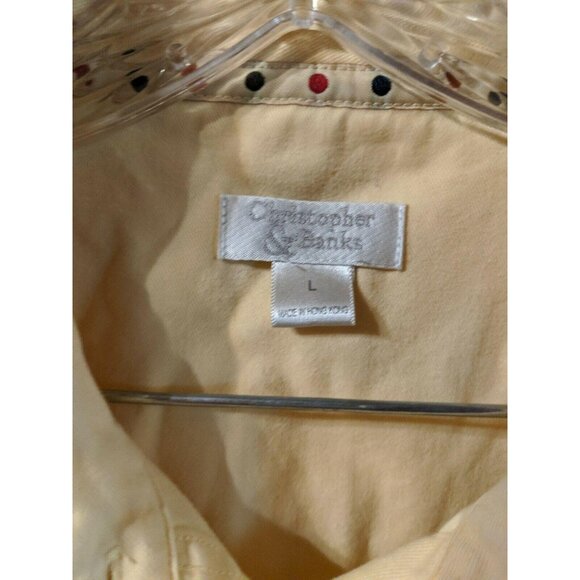 Christopher
& Banks
L
MADE IN HONG KONG